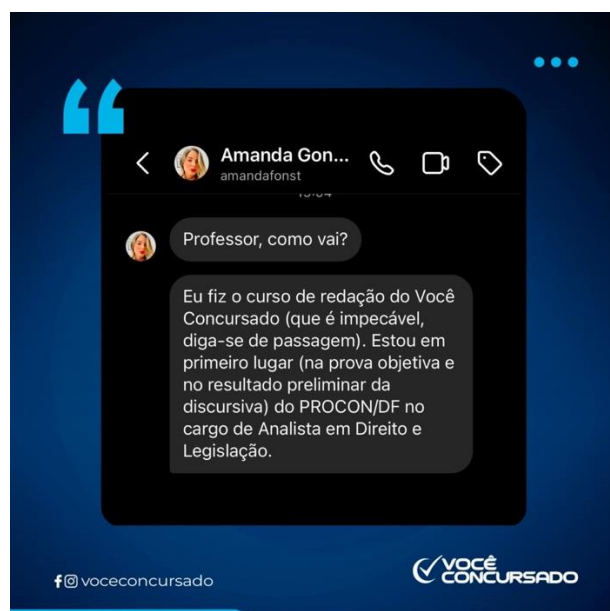 Amanda Gon...
amandafonst
Professor, como vai?
Eu fiz o curso de redação do Você
Concursado (que é impecável,
diga-se de passagem). Estou em
primeiro lugar (na prova objetiva e
no resultado preliminar da
discursiva) do PROCON/DF no
cargo de Analista em Direito e
Legislação.
voceconcursado
VOCÊ
CONCURSADO